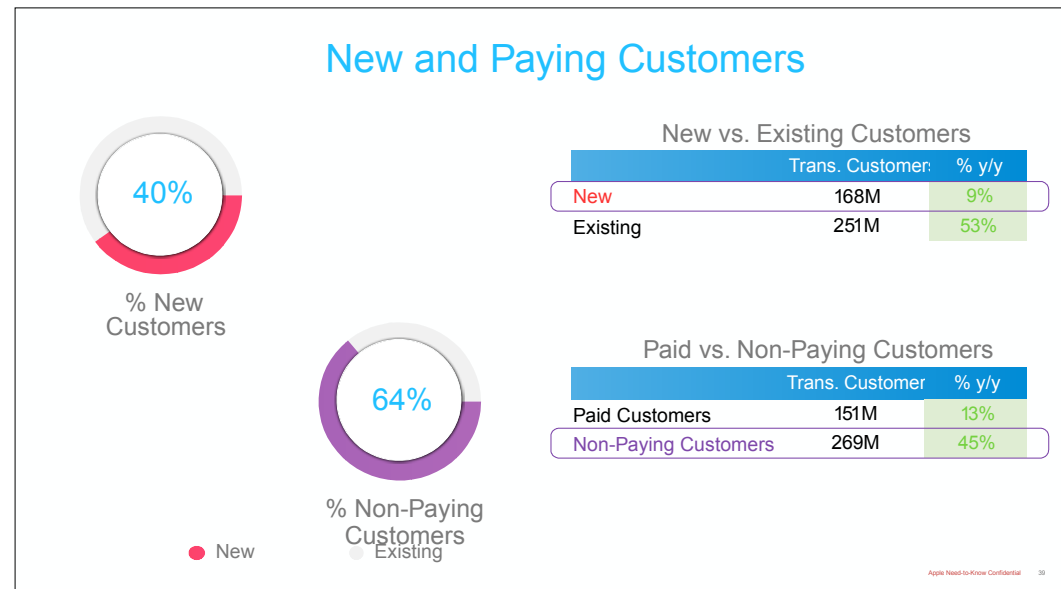 New and Paying Customers
40%
% New
Customers
64%
% Non-Paying
Customers
New
Existing
New vs. Existing Customers
Trans. Customers % y/y
New 168M 9%
Existing 251M 53%
Paid vs. Non-Paying Customers
Trans. Customer % y/y
Paid Customers 151M 13%
Non-Paying Customers 269M 45%
Apple Need-to-Know Confidential 39